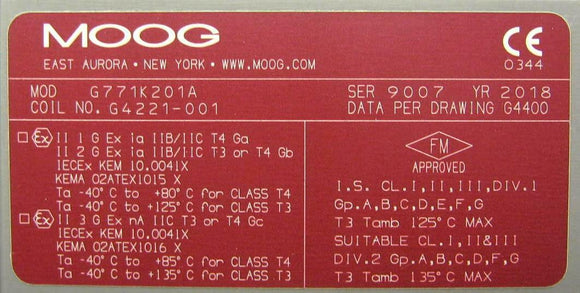 MOOG
EAST AURORA • NEW YORK • WWW.MOOG.COM
CE
0344
MOD G771K201A
COIL NO. G4221-001
SER 9007 YR 2018
DATA PER DRAWING G4400
Ex II 1 G Ex ia IIB/IIC T4 Ga
II 2 G Ex ia IIB/IIC T3 or T4 Gb
IECEx KEM 10.0041X
KEMA 02ATEX1015 X
Ta -40°C to +80°C for CLASS T4
Ta -40°C to +125°C for CLASS T3
Ex II 3 G Ex nA IIC T3 or T4 Gc
IECEx KEM 10.0041X
KEMA 02ATEX1016 X
Ta -40°C to +85°C for CLASS T4
Ta -40°C to +135°C for CLASS T3
FM
APPROVED
I.S. CL.I,II,III,DIV.1
Gp.A,B,C,D,E,F,G
T3 Tamb 125°C MAX
SUITABLE CL.I,II&III
DIV.2 Gp.A,B,C,D,F,G
T3 Tamb 135°C MAX